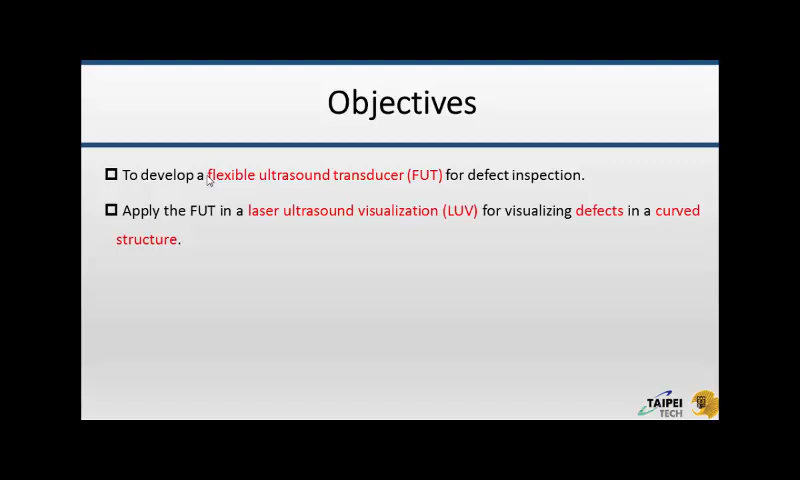 Objectives
To develop a flexible ultrasound transducer (FUT) for defect inspection.
Apply the FUT in a laser ultrasound visualization (LUV) for visualizing defects in a curved
structure.
TAIPEI
TECH